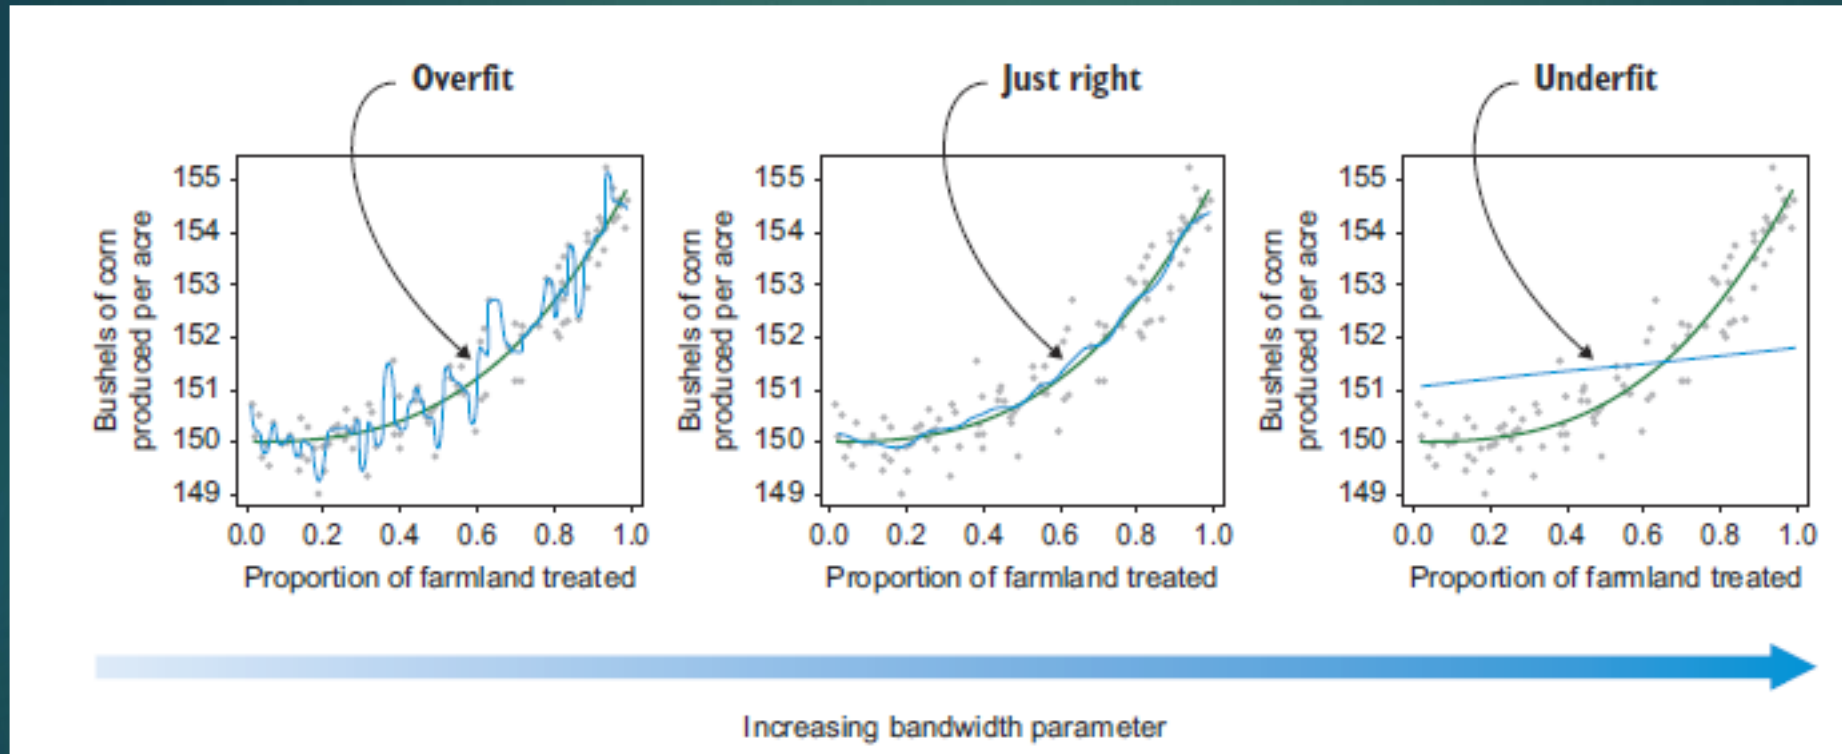 Overfit
Just right
Underfit
Bushels of corn
produced per acre
155
154
153
152
151
150
149
0.0 0.2 0.4 0.6 0.8 1.0
Proportion of farmland treated
Bushels of corn
produced per acre
155
154
153
152
151
150
149
0.0 0.2 0.4 0.6 0.8 1.0
Proportion of farmland treated
Bushels of corn
produced per acre
155
154
153
152
151
150
149
0.0 0.2 0.4 0.6 0.8 1.0
Proportion of farmland treated
Increasing bandwidth parameter